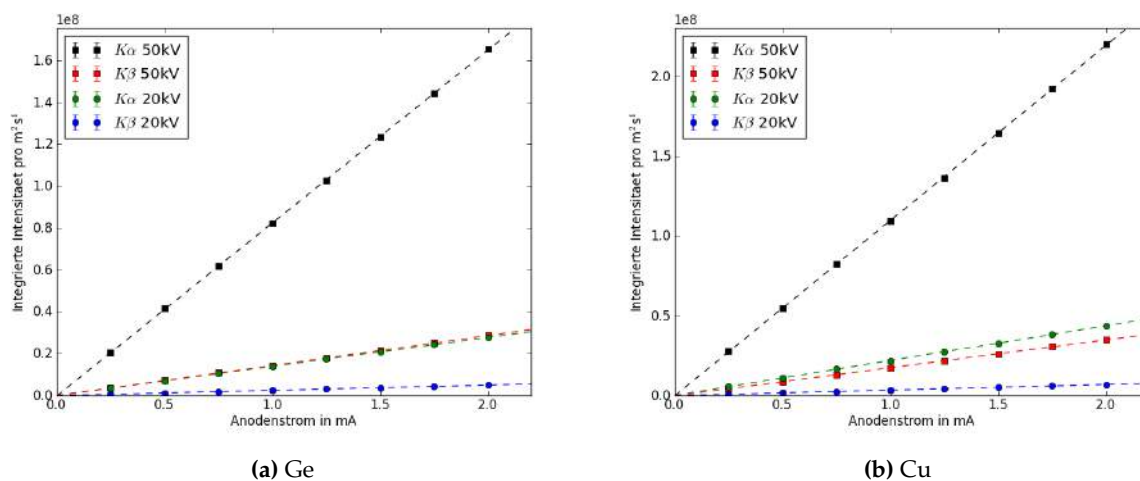 1e8
1.6
1.4
1.2
1.0
0.8
0.6
0.4
0.2
0.0
Integrierte Intensitaet pro m²s¹
Kα 50kV
Kβ 50kV
Kα 20kV
Kβ 20kV
0.0 0.5 1.0 1.5 2.0
Anodenstrom in mA
(a) Ge
1e8
2.0
1.5
1.0
0.5
0.0
Integrierte Intensitaet pro m²s¹
Kα 50kV
Kβ 50kV
Kα 20kV
Kβ 20kV
0.0 0.5 1.0 1.5 2.0
Anodenstrom in mA
(b) Cu